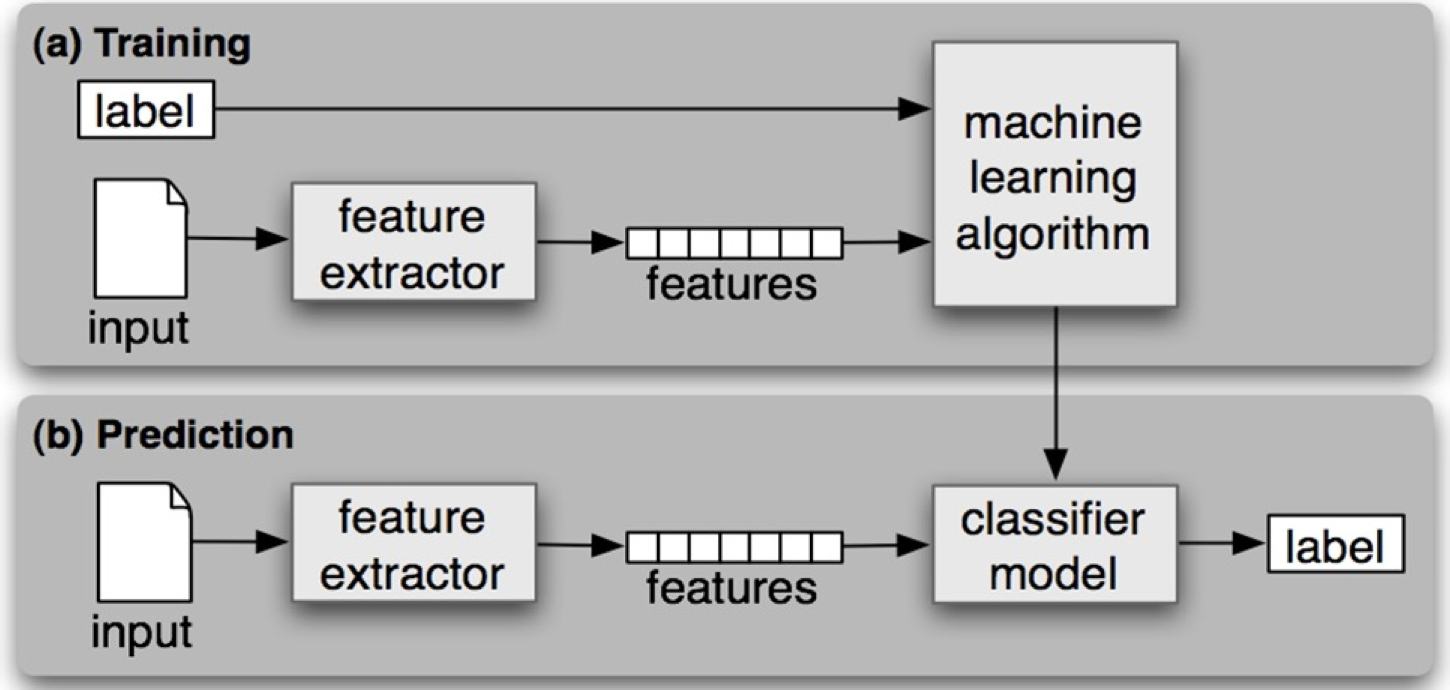 (a) Training
label
machine
learning
algorithm
feature
extractor
features
input
(b) Prediction
feature
extractor
features
classifier
model
label
input